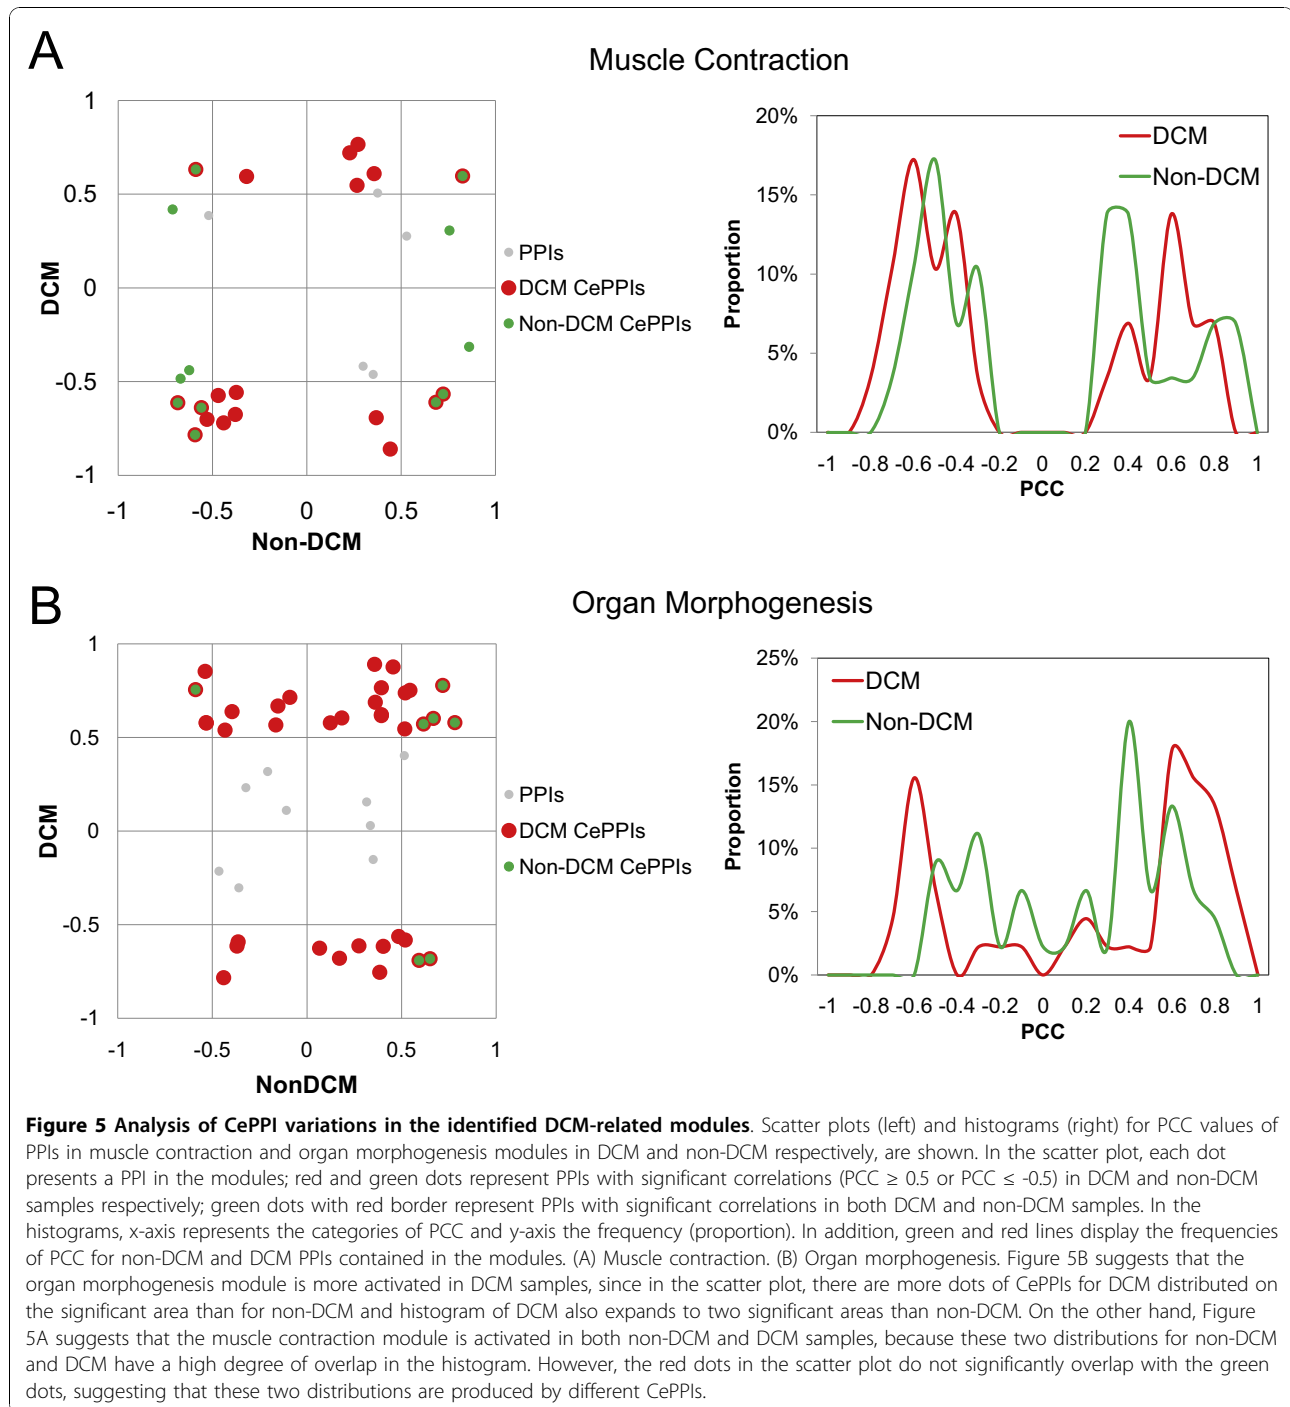 A
Muscle Contraction
1
0.5
0
-0.5
-1
DCM
-1
-0.5
0
0.5
1
Non-DCM
PPIs
DCM CePPIs
Non-DCM CePPIs
20%
15%
10%
5%
0%
Proportion
DCM
Non-DCM
-1 -0.8 -0.6 -0.4 -0.2 0 0.2 0.4 0.6 0.8 1
PCC
B
Organ Morphogenesis
1
0.5
0
-0.5
-1
DCM
-1
-0.5
0
0.5
1
NonDCM
PPIs
DCM CePPIs
Non-DCM CePPIs
25%
20%
15%
10%
5%
0%
Proportion
DCM
Non-DCM
-1 -0.8 -0.6 -0.4 -0.2 0 0.2 0.4 0.6 0.8 1
PCC
Figure 5 Analysis of CePPI variations in the identified DCM-related modules. Scatter plots (left) and histograms (right) for PCC values of
PPIs in muscle contraction and organ morphogenesis modules in DCM and non-DCM respectively, are shown. In the scatter plot, each dot
presents a PPI in the modules; red and green dots represent PPIs with significant correlations (PCC ≥ 0.5 or PCC ≤ -0.5) in DCM and non-DCM
samples respectively; green dots with red border represent PPIs with significant correlations in both DCM and non-DCM samples. In the
histograms, x-axis represents the categories of PCC and y-axis the frequency (proportion). In addition, green and red lines display the frequencies
of PCC for non-DCM and DCM PPIs contained in the modules. (A) Muscle contraction. (B) Organ morphogenesis. Figure 5B suggests that the
organ morphogenesis module is more activated in DCM samples, since in the scatter plot, there are more dots of CePPIs for DCM distributed on
the significant area than for non-DCM and histogram of DCM also expands to two significant areas than non-DCM. On the other hand, Figure
5A suggests that the muscle contraction module is activated in both non-DCM and DCM samples, because these two distributions for non-DCM
and DCM have a high degree of overlap in the histogram. However, the red dots in the scatter plot do not significantly overlap with the green
dots, suggesting that these two distributions are produced by different CePPIs.